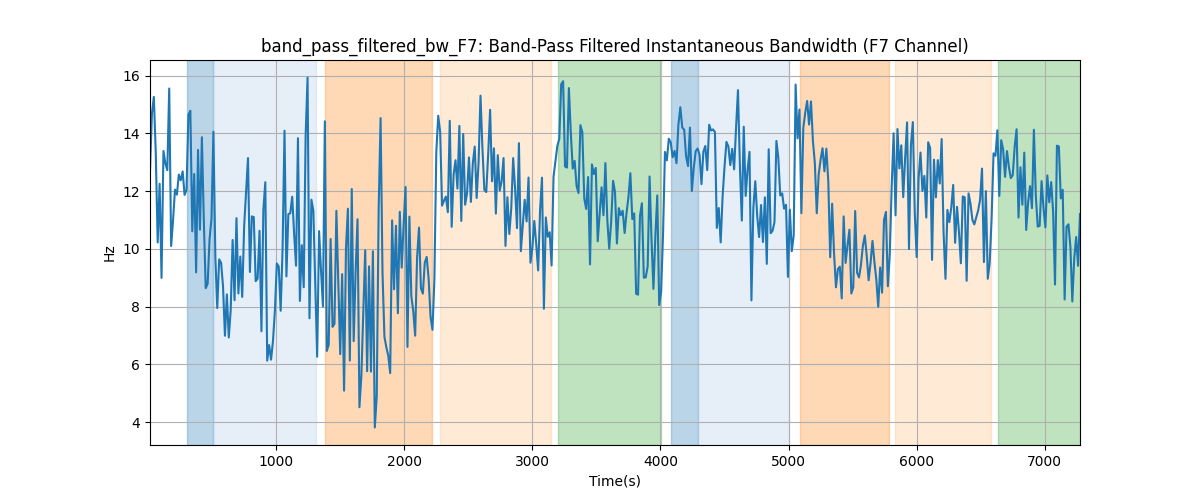 band_pass_filtered_bw_F7: Band-Pass Filtered Instantaneous Bandwidth (F7 Channel)
16
14
12
10
8
6
4
Hz
1000 2000 3000 4000 5000 6000 7000
Time(s)